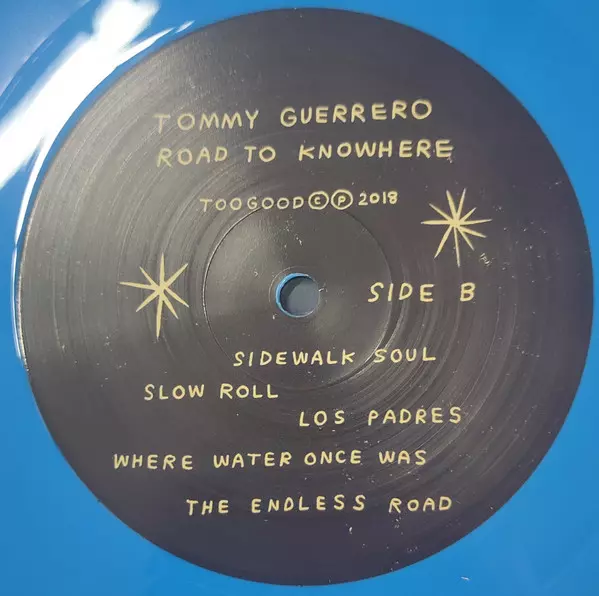 TOMMY GUERRERO
ROAD TO KNOWHERE
TOOGOOD©℗ 2018
SIDE B
SIDEWALK SOUL
SLOW ROLL
LOS PADRES
WHERE WATER ONCE WAS
THE ENDLESS ROAD